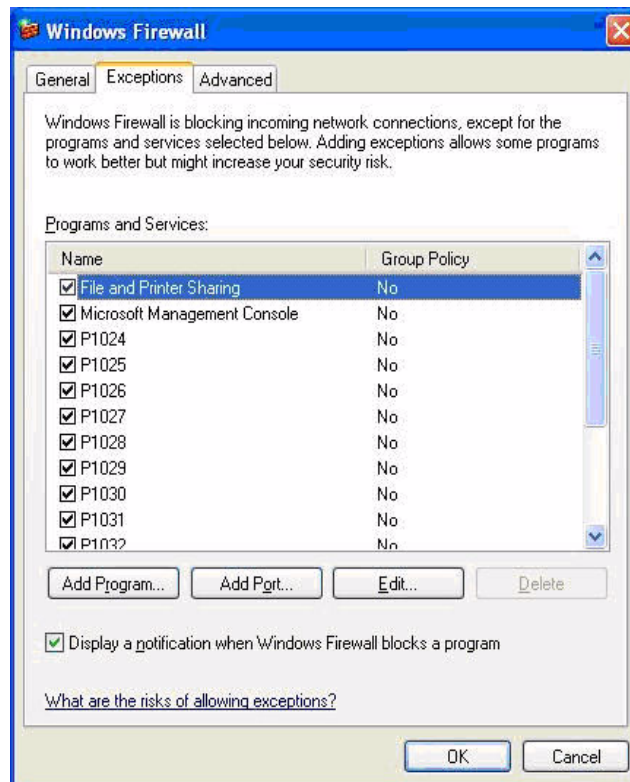 Windows Firewall
General Exceptions Advanced
Windows Firewall is blocking incoming network connections, except for the
programs and services selected below. Adding exceptions allows some programs
to work better but might increase your security risk.
Programs and Services:
Name Group Policy
File and Printer Sharing No
Microsoft Management Console No
P1024 No
P1025 No
P1026 No
P1027 No
P1028 No
P1029 No
P1030 No
P1031 No
P1032 No
Add Program... Add Port... Edit... Delete
Display a notification when Windows Firewall blocks a program
What are the risks of allowing exceptions?
OK Cancel